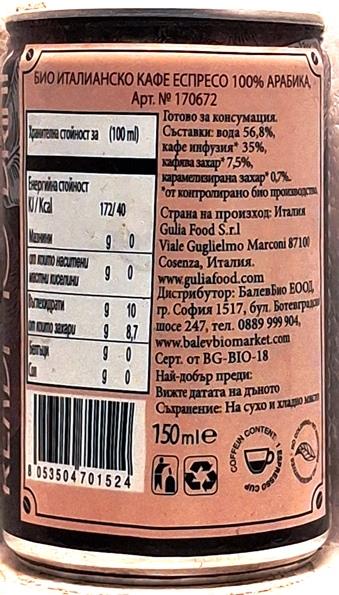 БИО ИТАЛИАНСКО КАФЕ ЕСПРЕСО 100% АРАБИКА,
Арт. № 170672
Хранителна стойност за (100 ml)
Енергийна стойност
KJ / Kcal 172/40
Мазнини g 0
от които наситени
мастни киселини g 0
Въглехидрати g 10
от които захари g 8,7
Белтъци g 0
Сол g 0
8 053504 701524
Готово за консумация.
Съставки: вода 56,8%,
кафе инфузия* 35%,
кафява захар* 7,5%,
карамелизирана захар* 0,7%.
*от контролирано био производство.
Страна на произход: Италия
Gulia Food S.r.l
Viale Guglielmo Marconi 87100
Cosenza, Италия.
www.guliafood.com
Дистрибутор: БалевБио ЕООД,
гр. София 1517, бул. Ботевградско
шосе 247, тел. 0889 999 904,
www.balevbiomarket.com
Серт. от BG-BIO-18
Най-добър преди:
Вижте датата на дъното
Съхранение: На сухо и хладно място
150 ml e
COFFEIN CONTENT: 1 ESPRESSO CUP